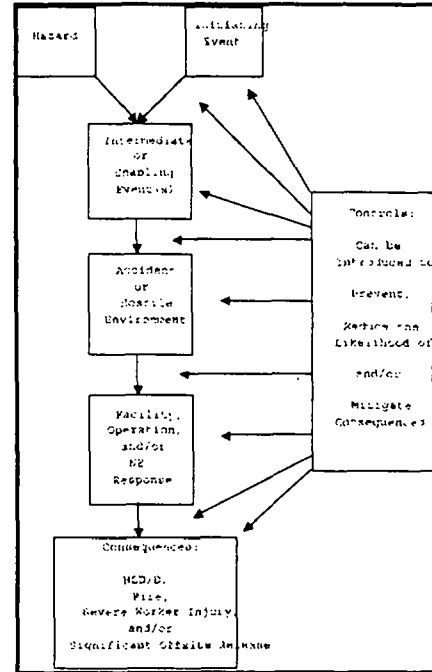 Hazard
Initiating
Event
Intermediate
or
Enabling
Event(s)
Accident
or
Hostile
Environment
Facility,
Operation,
and/or
Response
Consequences:
Fire,
Severe Worker Injury,
and/or
Significant Offsite Release
Controls:
Can be
introduced to
Prevent,
Reduce the
Likelihood of
and/or
Mitigate
Consequences